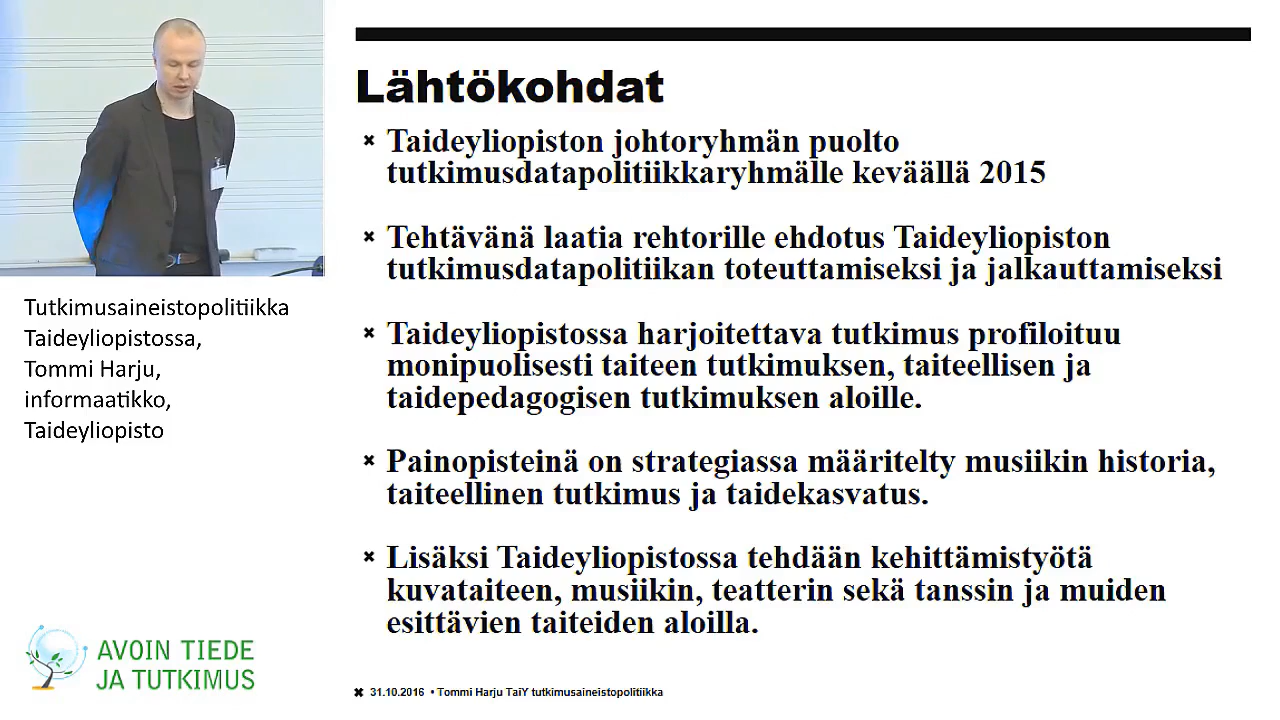 Lähtökohdat
Taideyliopiston johtoryhmän puolto
tutkimusdatapolitiikkaryhmälle keväällä 2015
Tehtävänä laatia rehtorille ehdotus Taideyliopiston
tutkimusdatapolitiikan toteuttamiseksi ja jalkauttamiseksi
Taideyliopistossa harjoitettava tutkimus profiloituu
monipuolisesti taiteen tutkimuksen, taiteellisen ja
taidepedagogisen tutkimuksen aloille.
Painopisteinä on strategiassa määritelty musiikin historia,
taiteellinen tutkimus ja taidekasvatus.
Lisäksi Taideyliopistossa tehdään kehittämistyötä
kuvataiteen, musiikin, teatterin sekä tanssin ja muiden
esittävien taiteiden aloilla.
31.10.2016 • Tommi Harju TaiY tutkimusaineistopolitiikka
Tutkimusaineistopolitiikka
Taideyliopistossa,
Tommi Harju,
informaatikko,
Taideyliopisto
AVOIN TIEDE
JA TUTKIMUS